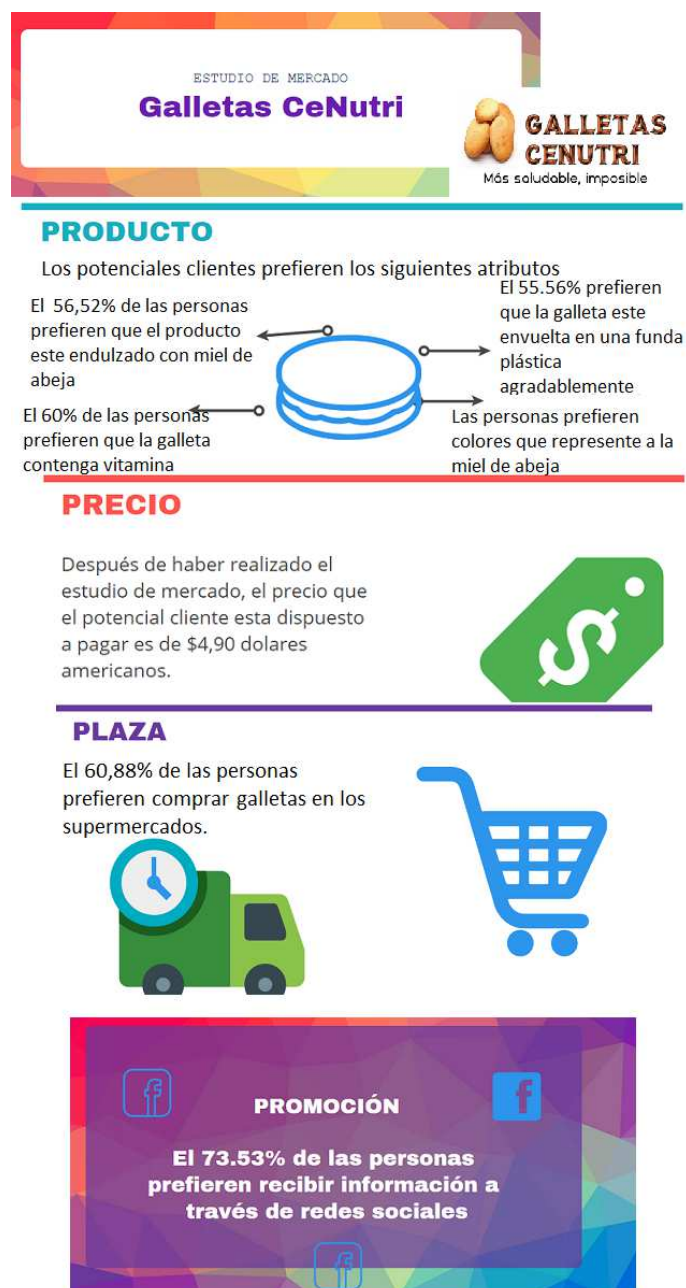 ESTUDIO DE MERCADO
Galletas CeNutri
GALLETAS
CENUTRI
Más saludable, imposible
PRODUCTO
Los potenciales clientes prefieren los siguientes atributos
El 56,52% de las personas
prefieren que el producto
este endulzado con miel de
abeja
El 55.56% prefieren
que la galleta este
envuelta en una funda
plástica
agradablemente
El 60% de las personas
prefieren que la galleta
contenga vitamina
Las personas prefieren
colores que represente a la
miel de abeja
PRECIO
Después de haber realizado el
estudio de mercado, el precio que
el potencial cliente esta dispuesto
a pagar es de $4,90 dolares
americanos.
PLAZA
El 60,88% de las personas
prefieren comprar galletas en los
supermercados.
PROMOCIÓN
El 73.53% de las personas
prefieren recibir información a
través de redes sociales